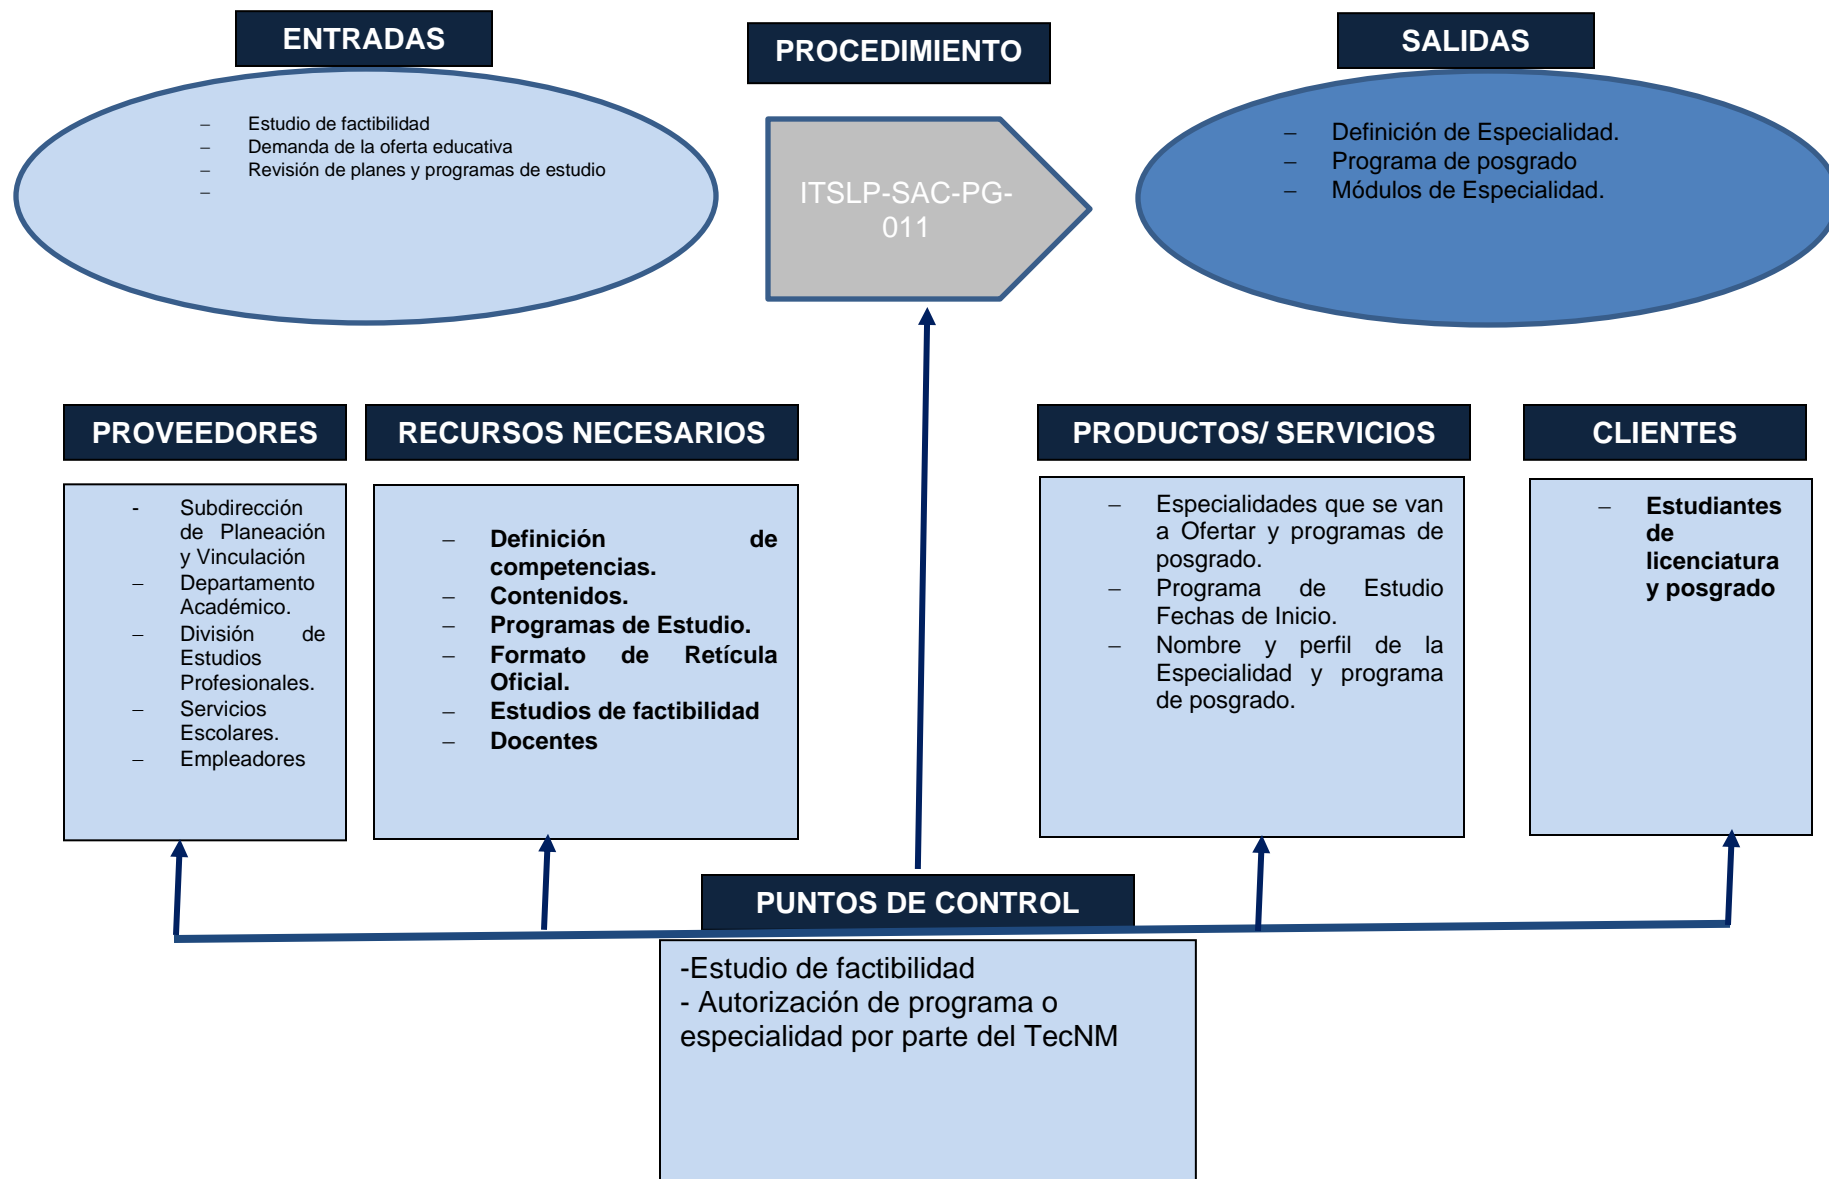 ENTRADAS
– Estudio de factibilidad
– Demanda de la oferta educativa
– Revisión de planes y programas de estudio
–
PROCEDIMIENTO
ITSLP-SAC-PG-
011
SALIDAS
– Definición de Especialidad.
– Programa de posgrado
– Módulos de Especialidad.
PROVEEDORES
- Subdirección
de Planeación
y Vinculación
– Departamento
Académico.
– División de
Estudios
Profesionales.
– Servicios
Escolares.
– Empleadores
RECURSOS NECESARIOS
– Definición de
competencias.
– Contenidos.
– Programas de Estudio.
– Formato de Retícula
Oficial.
– Estudios de factibilidad
– Docentes
PRODUCTOS/ SERVICIOS
– Especialidades que se van
a Ofertar y programas de
posgrado.
– Programa de Estudio
Fechas de Inicio.
– Nombre y perfil de la
Especialidad y programa
de posgrado.
CLIENTES
– Estudiantes
de
licenciatura
y posgrado
PUNTOS DE CONTROL
-Estudio de factibilidad
- Autorización de programa o
especialidad por parte del TecNM